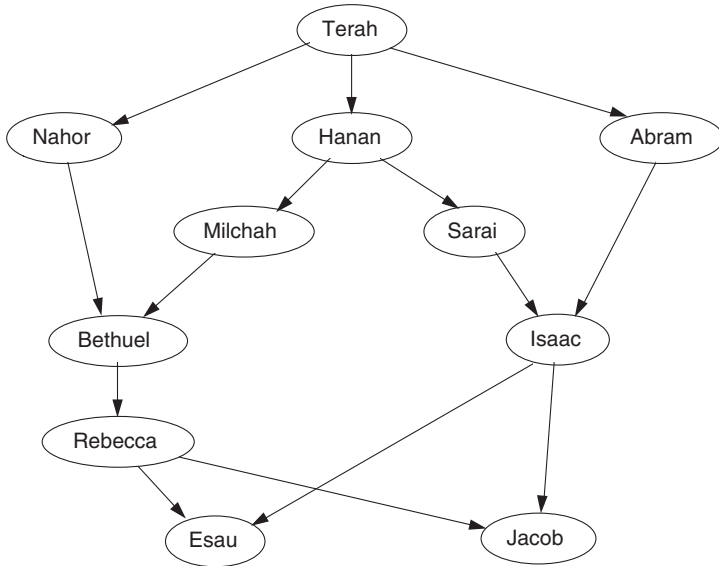 Terah
Nahor
Hanan
Abram
Milchah
Sarai
Bethuel
Isaac
Rebecca
Esau
Jacob